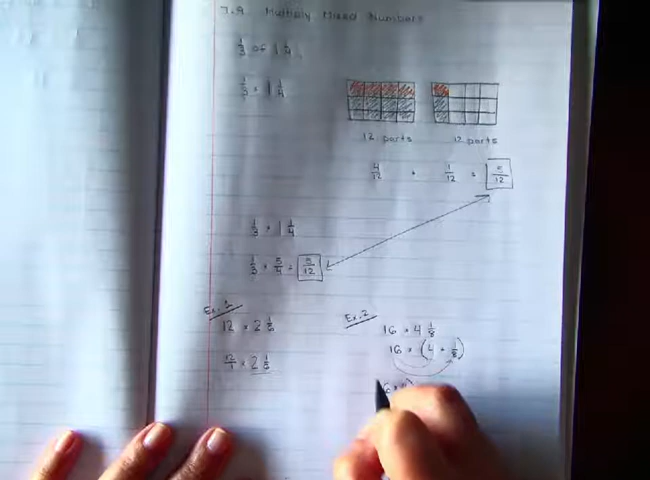 7.9 Multiply Mixed Numbers
1/3 of 1 1/4
1/3 × 1 1/4
12 parts 12 parts
4/12 + 1/12 = 5/12
1/3 × 1 1/4
1/3 × 5/4 = 5/12
Ex. 1
12 × 2
12/1 × 2
Ex. 2
16 × 4 1/8
16 × (4 + 1/8)